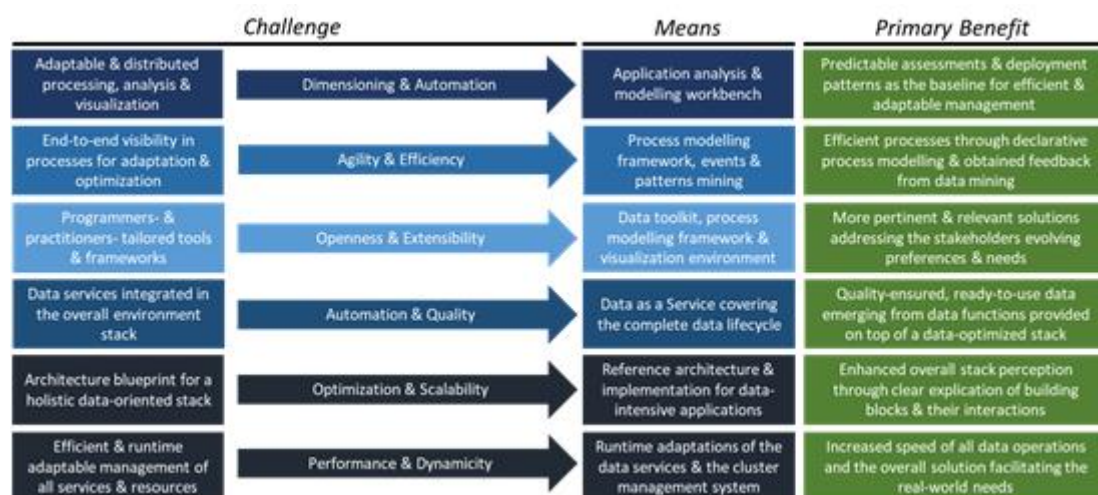 Challenge
Means
Primary Benefit
Adaptable & distributed
processing, analysis &
visualization
Dimensioning & Automation
Application analysis &
modelling workbench
Predictable assessments & deployment
patterns as the baseline for efficient &
adaptable management
End-to-end visibility in
processes for adaptation &
optimization
Agility & Efficiency
Process modelling
framework, events &
patterns mining
Efficient processes through declarative
process modelling & obtained feedback
from data mining
Programmers- &
practitioners- tailored tools
& frameworks
Openness & Extensibility
Data toolkit, process
modelling framework &
visualization environment
More pertinent & relevant solutions
addressing the stakeholders evolving
preferences & needs
Data services integrated in
the overall environment
stack
Automation & Quality
Data as a Service covering
the complete data lifecycle
Quality-ensured, ready-to-use data
emerging from data functions provided
on top of a data-optimized stack
Architecture blueprint for a
holistic data-oriented stack
Optimization & Scalability
Reference architecture &
implementation for data-
intensive applications
Enhanced overall stack perception
through clear explication of building
blocks & their interactions
Efficient & runtime
adaptable management of
all services & resources
Performance & Dynamicity
Runtime adaptations of the
data services & the cluster
management system
Increased speed of all data operations
and the overall solution facilitating the
real-world needs